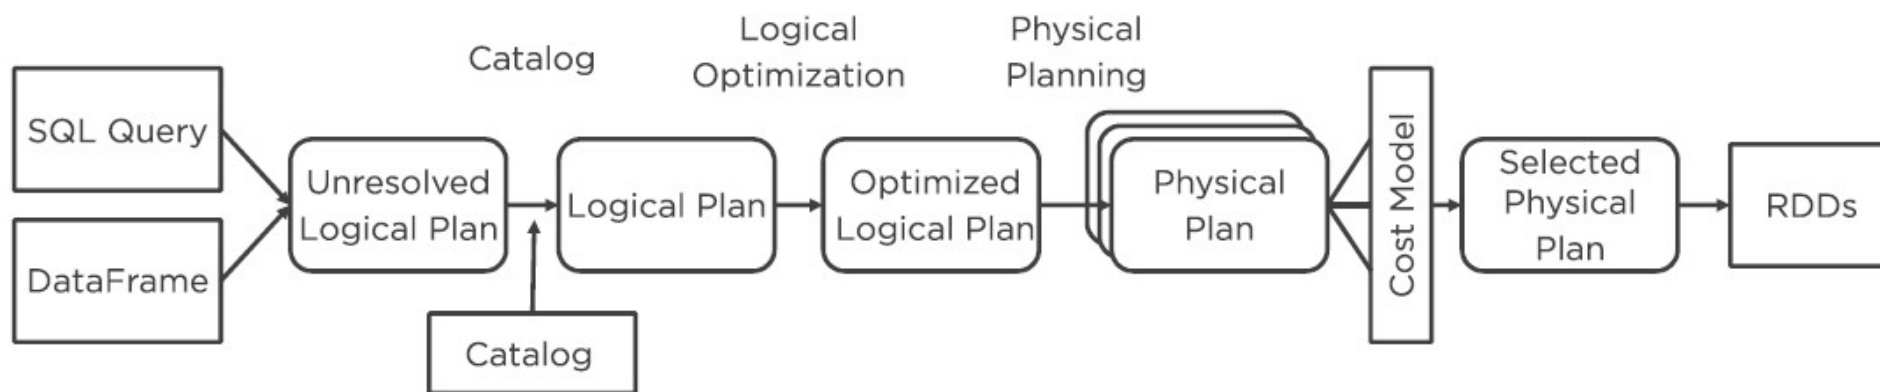 Catalog
Logical
Optimization
Physical
Planning
SQL Query
DataFrame
Unresolved
Logical Plan
Catalog
Logical Plan
Optimized
Logical Plan
Physical
Plan
Cost Model
Selected
Physical
Plan
RDDs